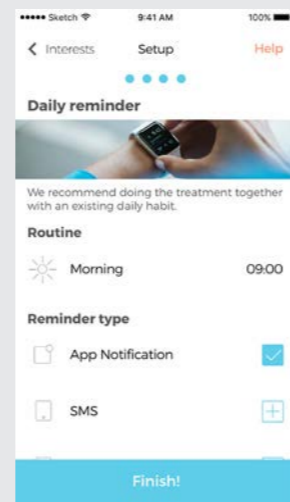 Sketch 9:41 AM 100%
Interests Setup Help
Daily reminder
We recommend doing the treatment together
with an existing daily habit.
Routine
Morning 09:00
Reminder type
App Notification
SMS
Finish!